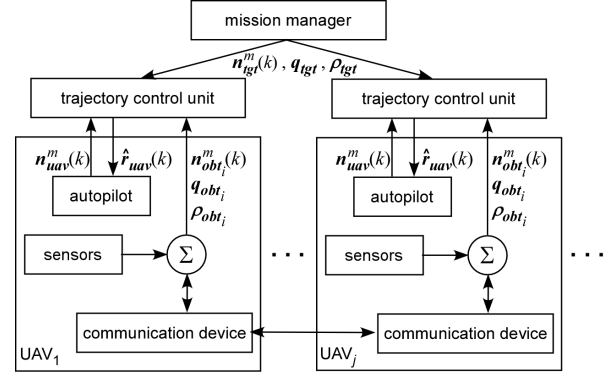 mission manager
n^m_tgt(k) , q_tgt , ρ_tgt
trajectory control unit
trajectory control unit
n^m_uav(k) r̂_uav(k) n^m_obt_i(k)
q_obt_i
ρ_obt_i
autopilot
sensors
Σ
communication device
UAV_1
. . .
n^m_uav(k) r̂_uav(k) n^m_obt_i(k)
q_obt_i
ρ_obt_i
autopilot
sensors
Σ
communication device
UAV_j
. . .